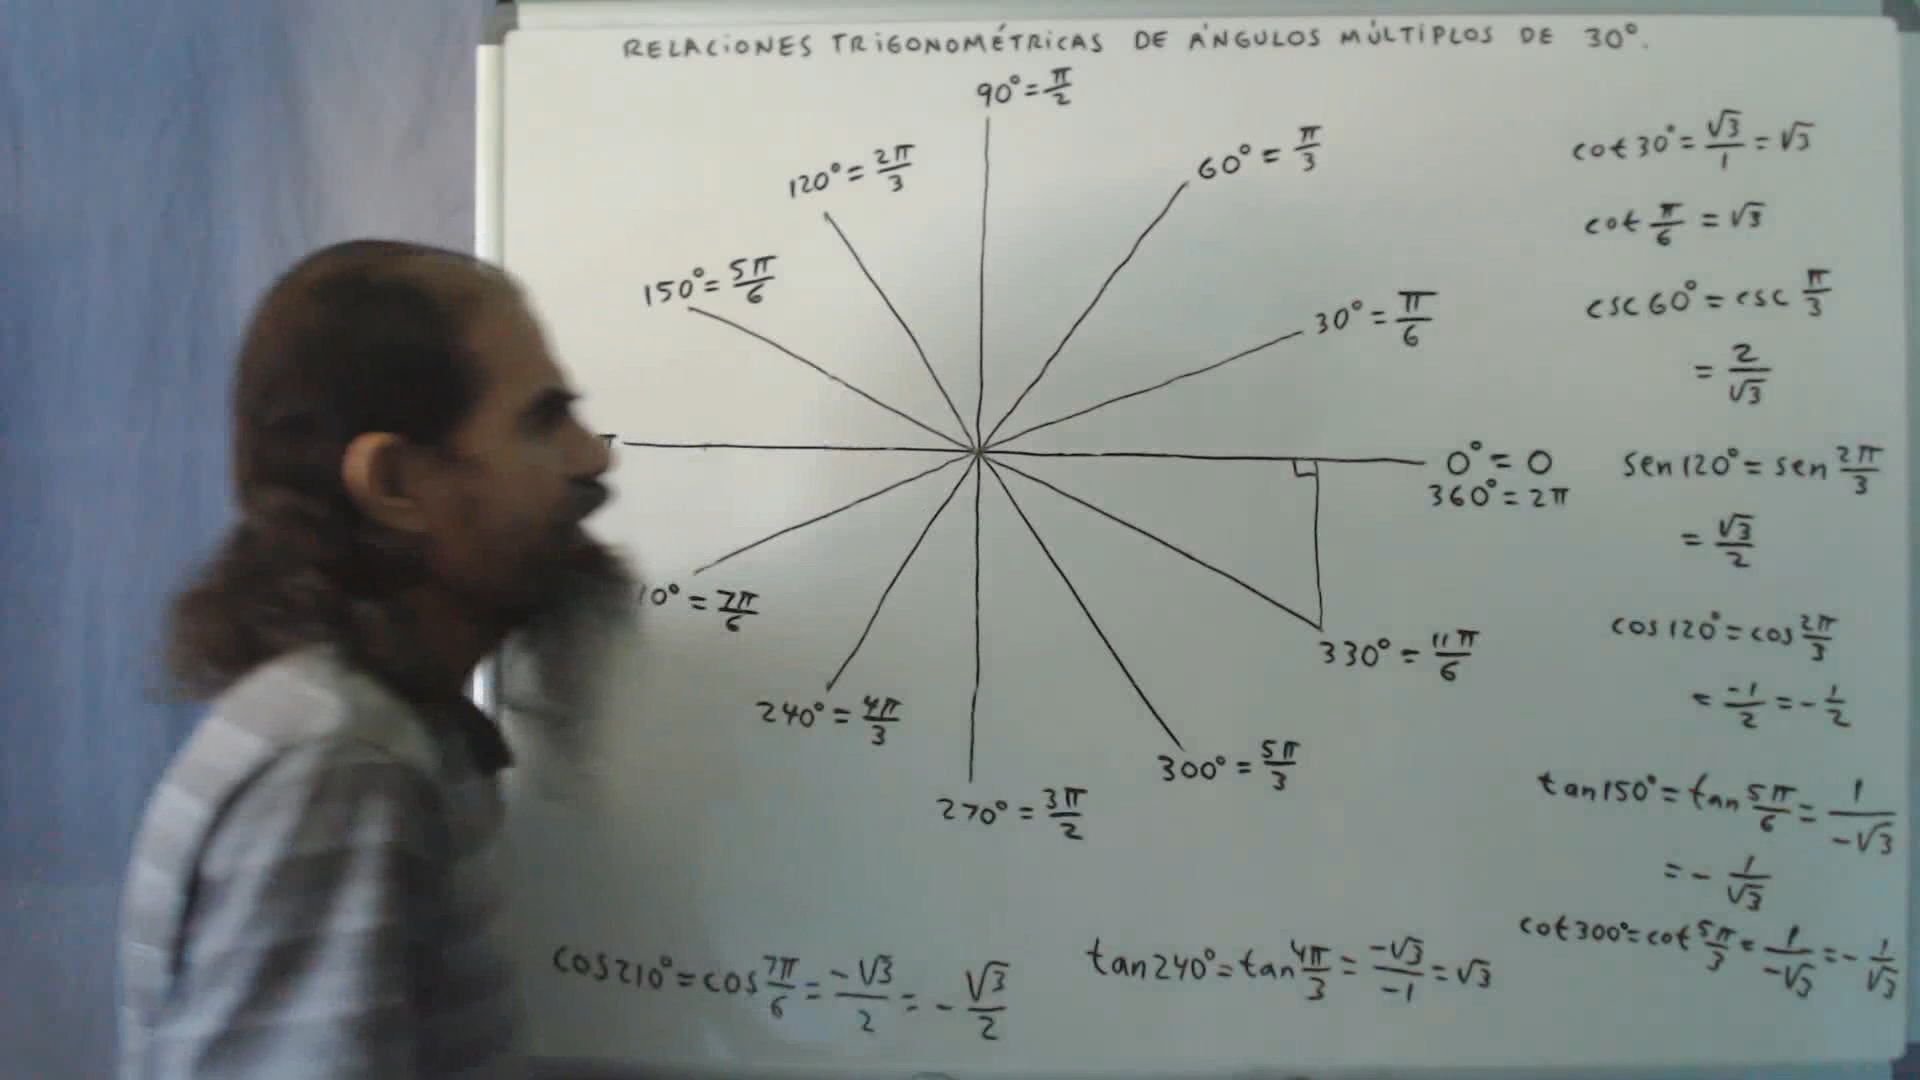 RELACIONES TRIGONOMÉTRICAS DE ÁNGULOS MÚLTIPLOS DE 30°.
90° = π/2
120° = 2π/3
60° = π/3
150° = 5π/6
30° = π/6
π
0° = 0
360° = 2π
10° = 7π/6
330° = 11π/6
240° = 4π/3
300° = 5π/3
270° = 3π/2
cot 30° = √3/1 = √3
cot π/6 = √3
csc 60° = csc π/3
= 2/√3
sen 120° = sen 2π/3
= √3/2
cos 120° = cos 2π/3
= -1/2 = -1/2
tan 150° = tan 5π/6 = 1/-√3
= - 1/√3
cot 300° = cot 5π/3 = 1/-√3 = - 1/√3
cos 210° = cos 7π/6 = -√3/2 = - √3/2
tan 240° = tan 4π/3 = -√3/-1 = √3